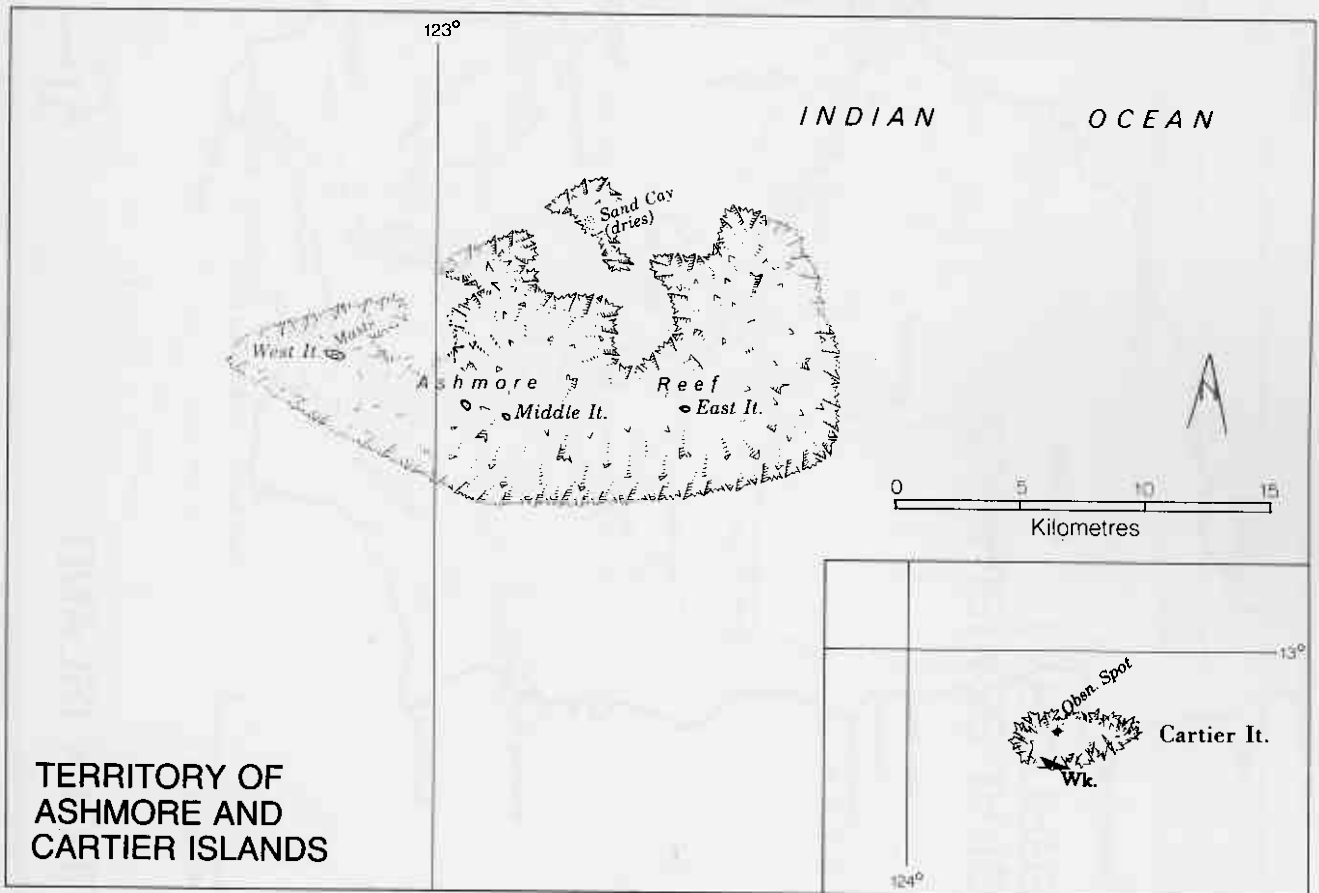 123°
INDIAN OCEAN
Sand Cay
(dries)
West It.
Ashmore Reef
Middle It.
East It.
0 5 10 15
Kilometres
13°
Obsn. Spot
Cartier It.
Wk.
124°
TERRITORY OF
ASHMORE AND
CARTIER ISLANDS